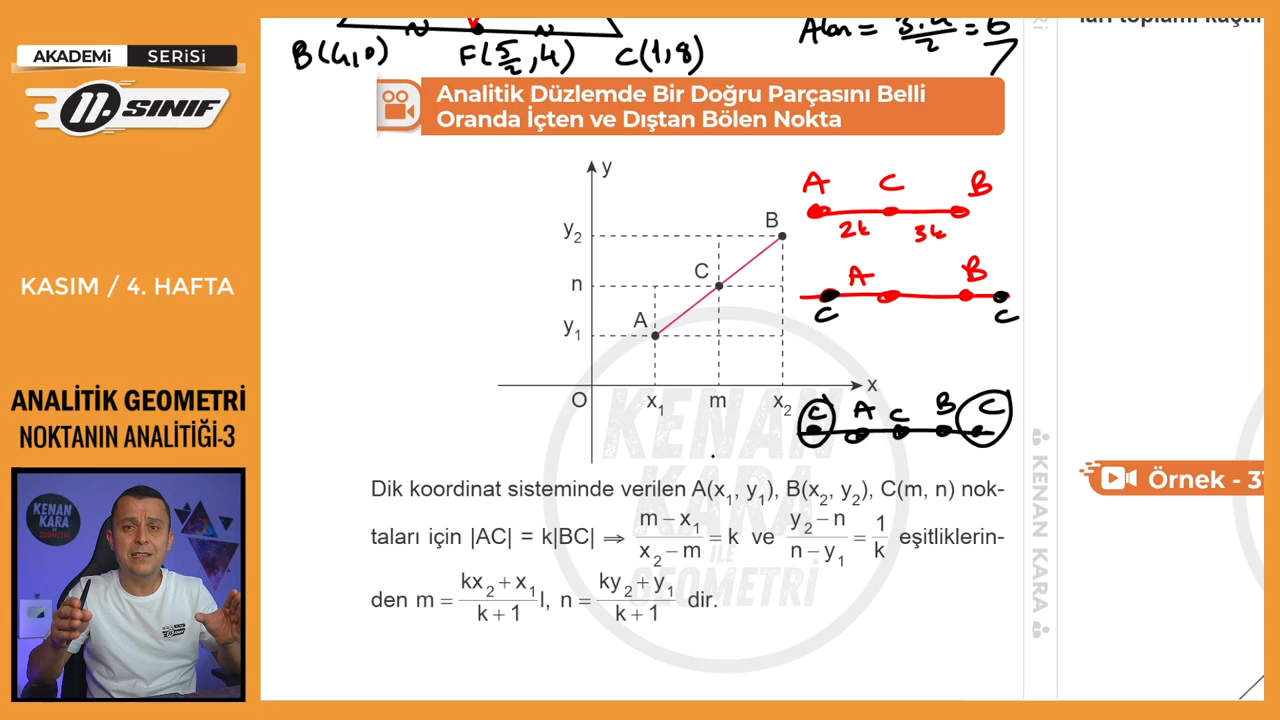 AKADEMİ SERİSİ
11. SINIF
KASIM / 4. HAFTA
ANALİTİK GEOMETRİ
NOKTANIN ANALİTİĞİ-3
KENAN
KARA
GEOMETRİ
11. SINIF
B(4,0) F(5/2, 4) C(1,8)
Alan = 3.4/2 = 6
Analitik Düzlemde Bir Doğru Parçasını Belli
Oranda İçten ve Dıştan Bölen Nokta
y
y₂ B
n C
y₁ A
O x₁ m x₂ x
A C B
2k 3k
A B
C C
C A C B C
KENAN
KARA
İLE
GEOMETRİ
Dik koordinat sisteminde verilen A(x₁, y₁), B(x₂, y₂), C(m, n) nok-
taları için |AC| = k|BC| ⇒ (m − x₁)/(x₂ − m) = k ve (y₂ − n)/(n − y₁) = 1/k eşitliklerin-
den m = (kx₂ + x₁)/(k + 1) l, n = (ky₂ + y₁)/(k + 1) dir.
KENAN KARA
Örnek - 3